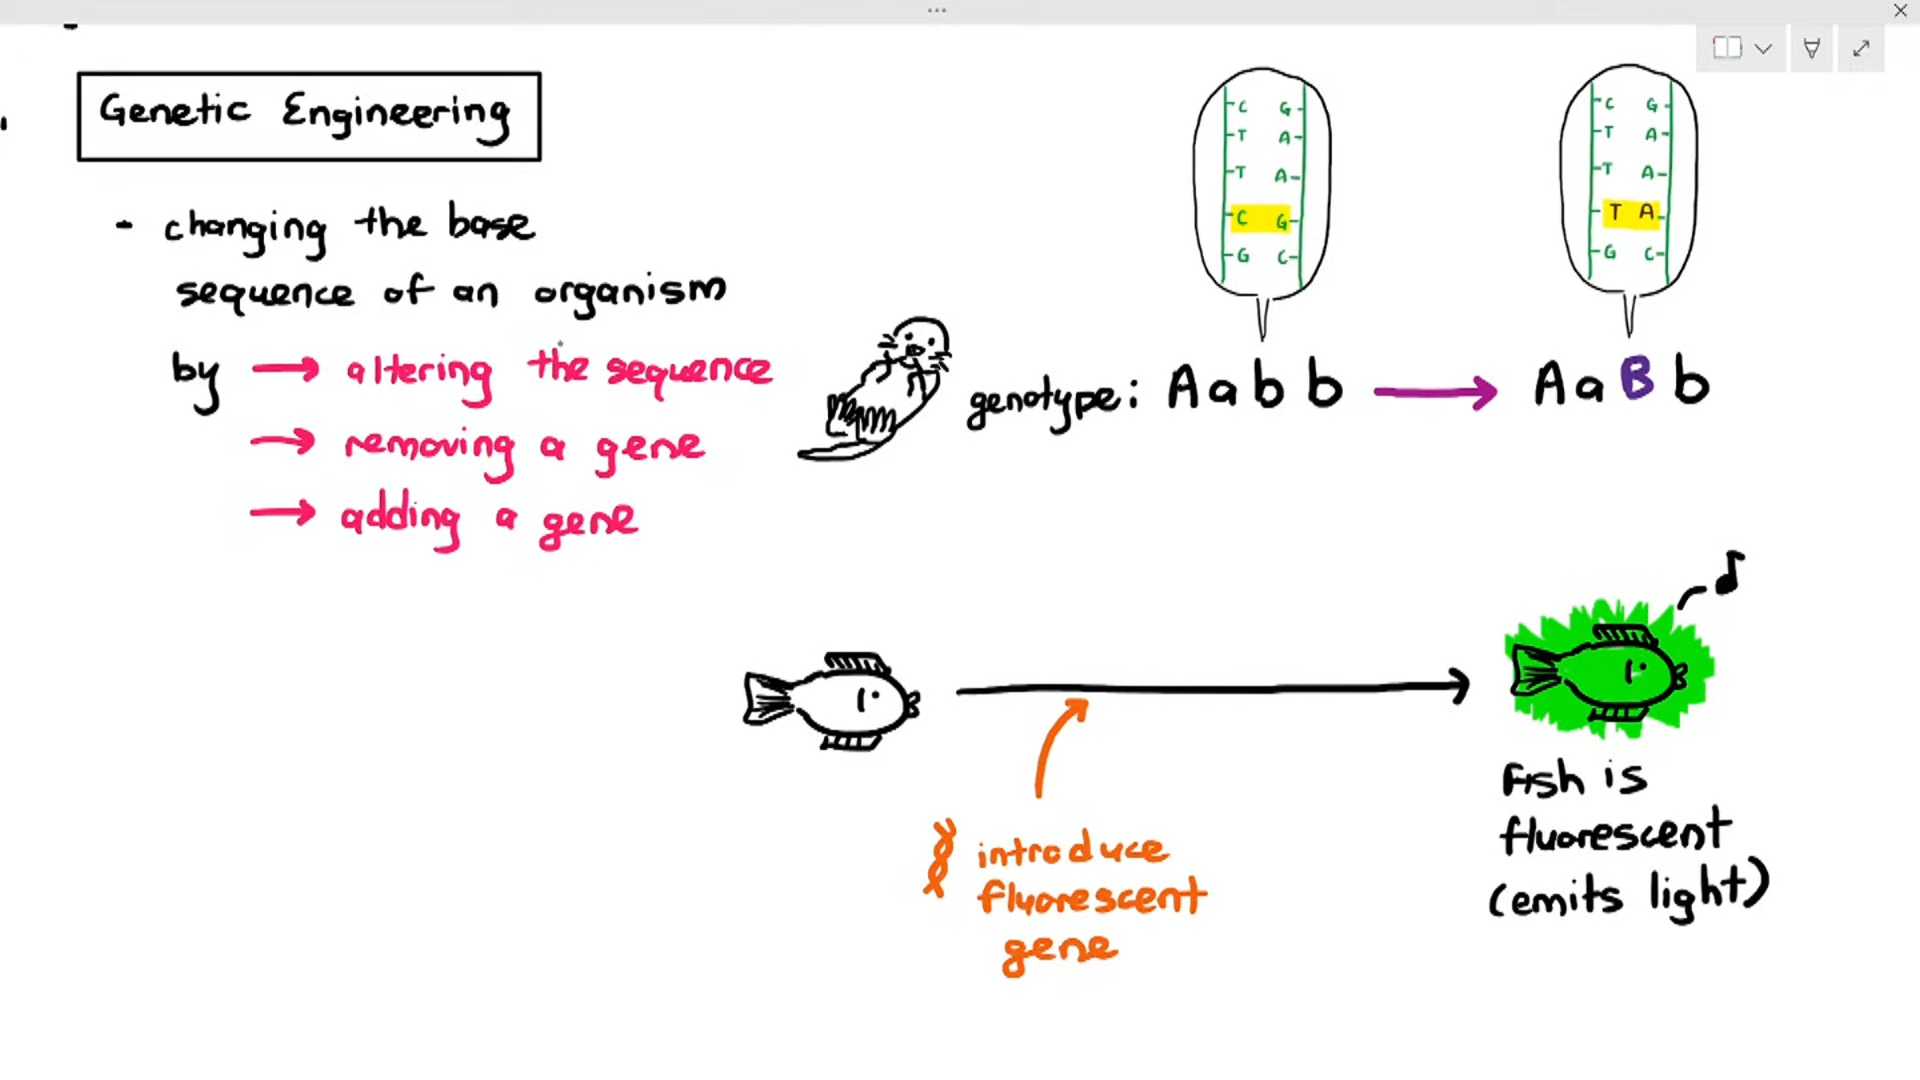 Genetic Engineering
- changing the base
sequence of an organism
by → altering the sequence
→ removing a gene
→ adding a gene
C G
T A
T A
C G
G C
C G
T A
T A
T A
G C
genotype: Aabb → AaBb
introduce
fluorescent
gene
Fish is
fluorescent
(emits light)